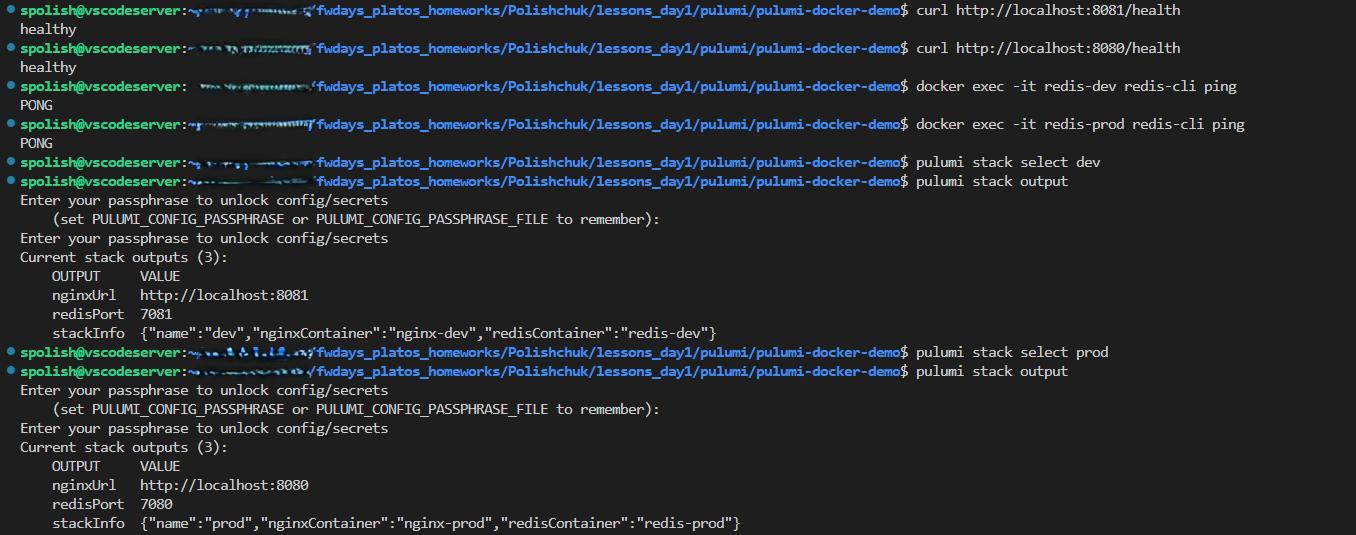 spolish@vscodeserver:~ /fwdays_platos_homeworks/Polishchuk/lessons_day1/pulumi/pulumi-docker-demo$ curl http://localhost:8081/health
healthy
spolish@vscodeserver:~ /fwdays_platos_homeworks/Polishchuk/lessons_day1/pulumi/pulumi-docker-demo$ curl http://localhost:8080/health
healthy
spolish@vscodeserver: /fwdays_platos_homeworks/Polishchuk/lessons_day1/pulumi/pulumi-docker-demo$ docker exec -it redis-dev redis-cli ping
PONG
spolish@vscodeserver:~ /fwdays_platos_homeworks/Polishchuk/lessons_day1/pulumi/pulumi-docker-demo$ docker exec -it redis-prod redis-cli ping
PONG
spolish@vscodeserver:~ /fwdays_platos_homeworks/Polishchuk/lessons_day1/pulumi/pulumi-docker-demo$ pulumi stack select dev
spolish@vscodeserver:~ /fwdays_platos_homeworks/Polishchuk/lessons_day1/pulumi/pulumi-docker-demo$ pulumi stack output
Enter your passphrase to unlock config/secrets
    (set PULUMI_CONFIG_PASSPHRASE or PULUMI_CONFIG_PASSPHRASE_FILE to remember):
Enter your passphrase to unlock config/secrets
Current stack outputs (3):
    OUTPUT     VALUE
    nginxUrl   http://localhost:8081
    redisPort  7081
    stackInfo  {"name":"dev","nginxContainer":"nginx-dev","redisContainer":"redis-dev"}
spolish@vscodeserver:~ /fwdays_platos_homeworks/Polishchuk/lessons_day1/pulumi/pulumi-docker-demo$ pulumi stack select prod
spolish@vscodeserver:~ /fwdays_platos_homeworks/Polishchuk/lessons_day1/pulumi/pulumi-docker-demo$ pulumi stack output
Enter your passphrase to unlock config/secrets
    (set PULUMI_CONFIG_PASSPHRASE or PULUMI_CONFIG_PASSPHRASE_FILE to remember):
Enter your passphrase to unlock config/secrets
Current stack outputs (3):
    OUTPUT     VALUE
    nginxUrl   http://localhost:8080
    redisPort  7080
    stackInfo  {"name":"prod","nginxContainer":"nginx-prod","redisContainer":"redis-prod"}